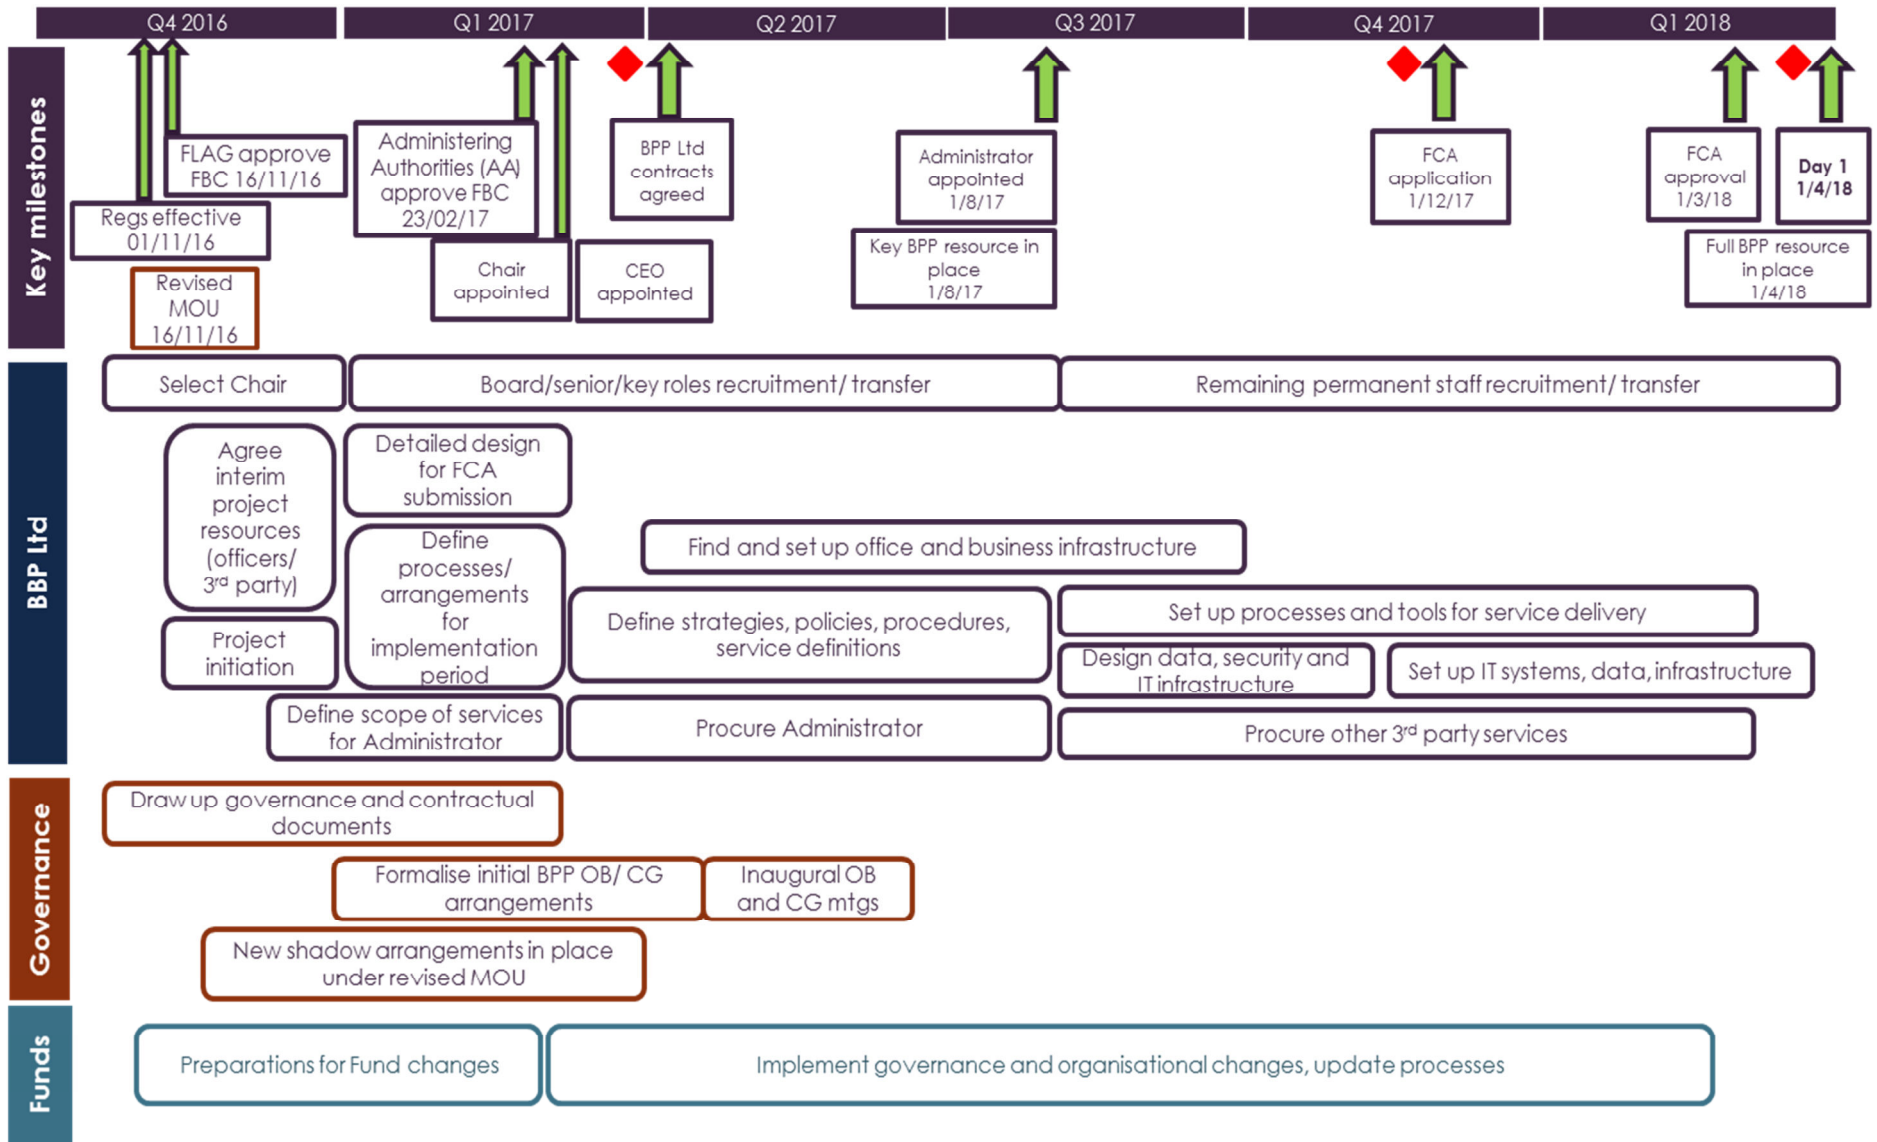 Q4 2016
Q1 2017
Q2 2017
Q3 2017
Q4 2017
Q1 2018
Key milestones
FLAG approve
FBC 16/11/16
Regs effective
01/11/16
Revised
MOU
16/11/16
Administering
Authorities (AA)
approve FBC
23/02/17
Chair
appointed
CEO
appointed
BPP Ltd
contracts
agreed
Administrator
appointed
1/8/17
Key BPP resource in
place
1/8/17
FCA
application
1/12/17
FCA
approval
1/3/18
Day 1
1/4/18
Full BPP resource
in place
1/4/18
BBP Ltd
Select Chair
Board/senior/key roles recruitment/ transfer
Remaining permanent staff recruitment/ transfer
Agree
interim
project
resources
(officers/
3rd party)
Detailed design
for FCA
submission
Define
processes/
arrangements
for
implementation
period
Find and set up office and business infrastructure
Project
initiation
Define strategies, policies, procedures,
service definitions
Set up processes and tools for service delivery
Design data, security and
IT infrastructure
Set up IT systems, data, infrastructure
Define scope of services
for Administrator
Procure Administrator
Procure other 3rd party services
Governance
Draw up governance and contractual
documents
Formalise initial BPP OB/ CG
arrangements
Inaugural OB
and CG mtgs
New shadow arrangements in place
under revised MOU
Funds
Preparations for Fund changes
Implement governance and organisational changes, update processes